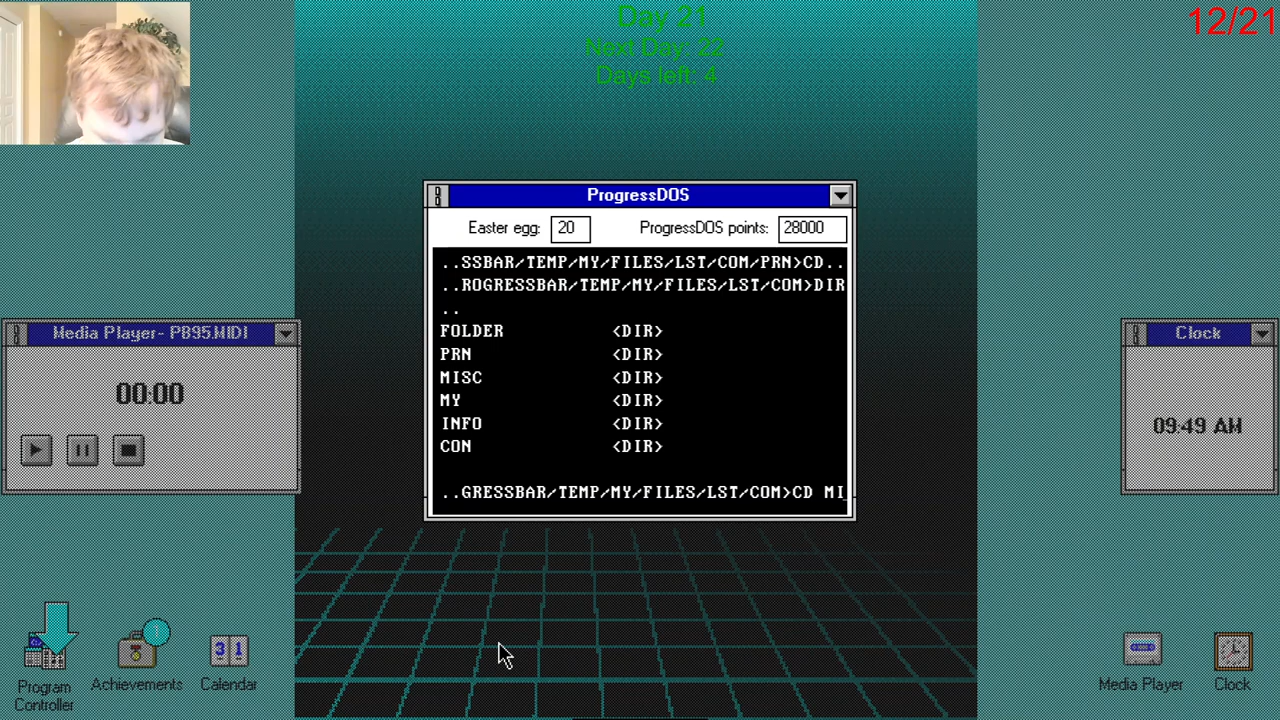 Day 21
Next Day: 22
Days left: 4
12/21
ProgressDOS
Easter egg: 20
ProgressDOS points: 28000
..SSBAR/TEMP/MY/FILES/LST/COM/PRN>CD..
..ROGRESSBAR/TEMP/MY/FILES/LST/COM>DIR
..
FOLDER <DIR>
PRN <DIR>
MISC <DIR>
MY <DIR>
INFO <DIR>
CON <DIR>
..GRESSBAR/TEMP/MY/FILES/LST/COM>CD MI_
Media Player- PB95.MIDI
00:00
Clock
09:49 AM
Program
Controller
Achievements
31
Calendar
Media Player
Clock